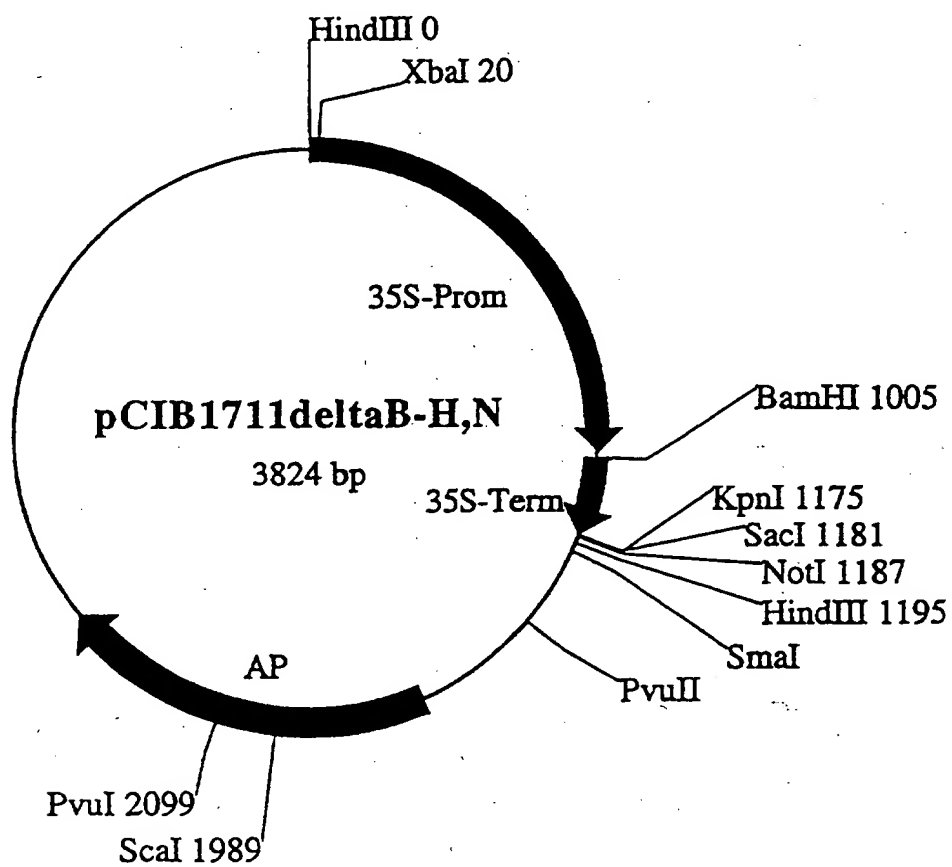 HindIII 0
XbaI 20
35S-Prom
pCIB1711deltaB-H,N
3824 bp
BamHI 1005
35S-Term
KpnI 1175
SacI 1181
NotI 1187
HindIII 1195
SmaI
PvuII
AP
PvuI 2099
ScaI 1989